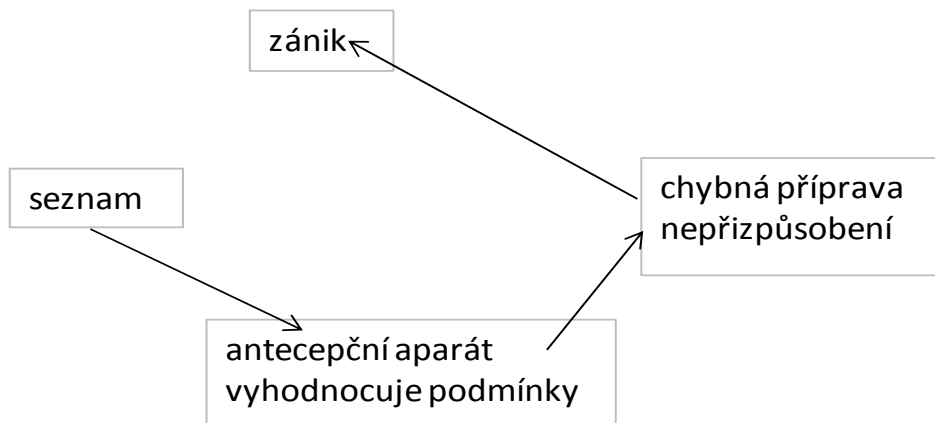 zánik
seznam
chybná příprava
nepřizpůsobení
antecepční aparát
vyhodnocuje podmínky